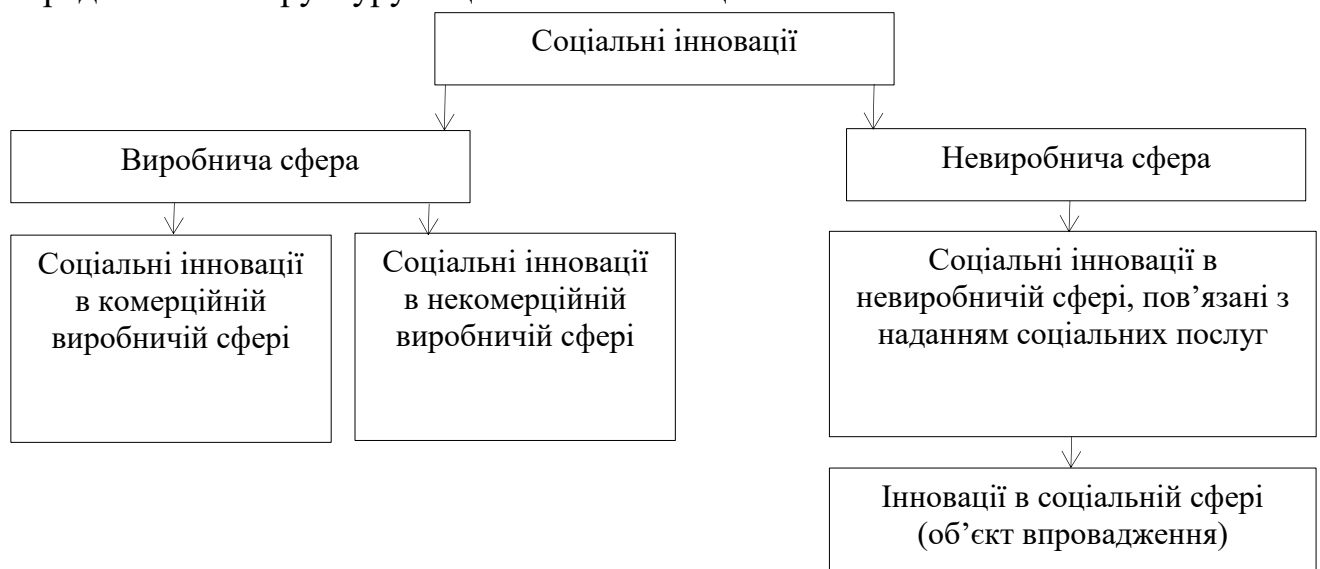 Соціальні інновації
Виробнича сфера
Невиробнича сфера
Соціальні інновації
в комерційній
виробничій сфері
Соціальні інновації
в некомерційній
виробничій сфері
Соціальні інновації в
невиробничій сфері, пов’язані з
наданням соціальних послуг
Інновації в соціальній сфері
(об’єкт впровадження)